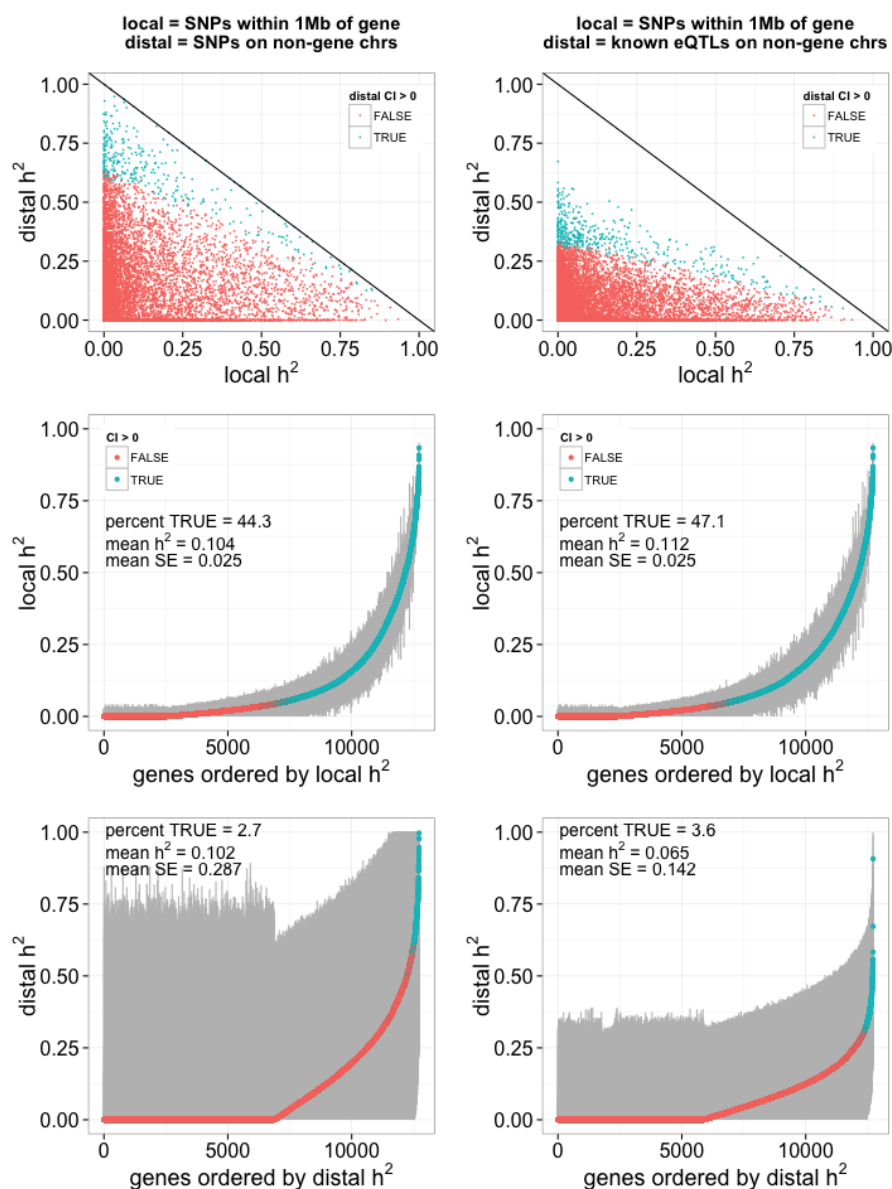 local = SNPs within 1Mb of gene
distal = SNPs on non-gene chrs
local = SNPs within 1Mb of gene
distal = known eQTLs on non-gene chrs
1.00
0.75
0.50
0.25
0.00
distal h²
distal CI > 0
FALSE
TRUE
0.00 0.25 0.50 0.75 1.00
local h²
1.00
0.75
0.50
0.25
0.00
distal h²
distal CI > 0
FALSE
TRUE
0.00 0.25 0.50 0.75 1.00
local h²
1.00
0.75
0.50
0.25
0.00
local h²
CI > 0
FALSE
TRUE
percent TRUE = 44.3
mean h² = 0.104
mean SE = 0.025
0 5000 10000
genes ordered by local h²
1.00
0.75
0.50
0.25
0.00
local h²
CI > 0
FALSE
TRUE
percent TRUE = 47.1
mean h² = 0.112
mean SE = 0.025
0 5000 10000
genes ordered by local h²
1.00
0.75
0.50
0.25
0.00
distal h²
percent TRUE = 2.7
mean h² = 0.102
mean SE = 0.287
0 5000 10000
genes ordered by distal h²
1.00
0.75
0.50
0.25
0.00
distal h²
percent TRUE = 3.6
mean h² = 0.065
mean SE = 0.142
0 5000 10000
genes ordered by distal h²